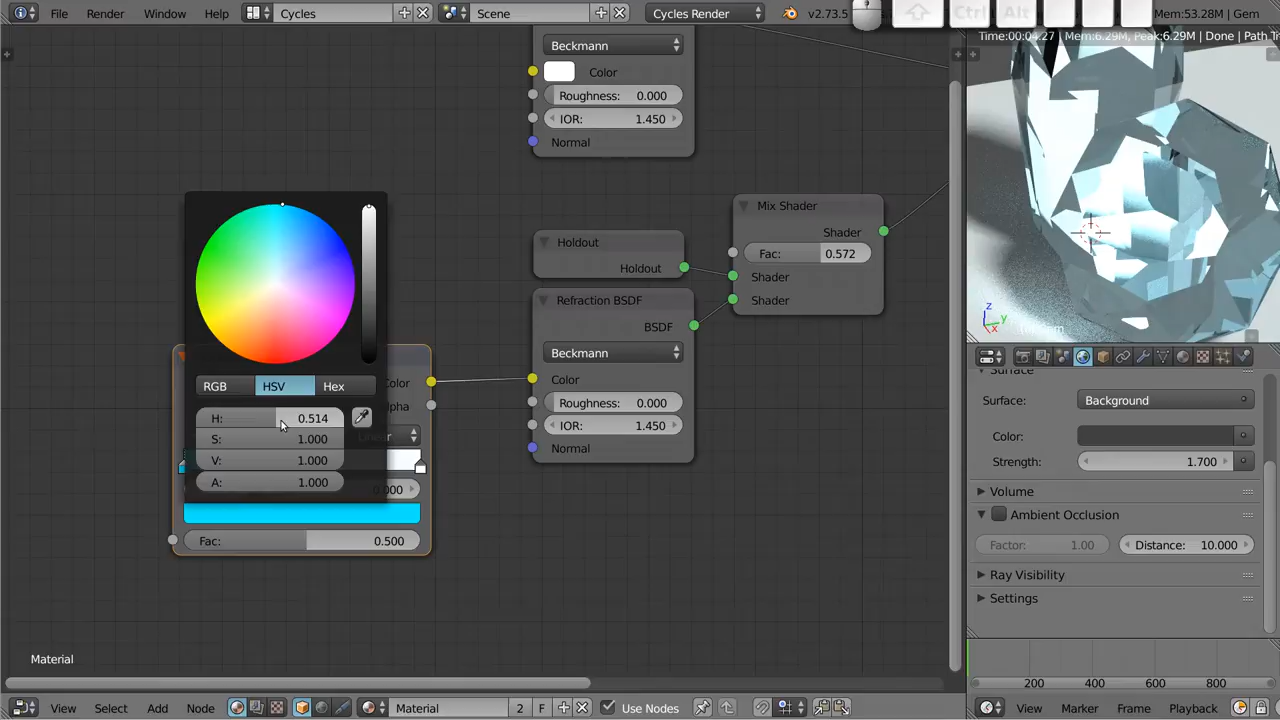 File Render Window Help Cycles Scene Cycles Render v2.73.5 Ctrl Alt Mem:53.28M | Gem
Time:00:04.27 | Mem:6.29M, Peak:6.29M | Done | Path Tr
Beckmann
Color
Roughness: 0.000
IOR: 1.450
Normal
Mix Shader
Shader
Fac: 0.572
Shader
Shader
Holdout
Holdout
Refraction BSDF
BSDF
Beckmann
Color
Roughness: 0.000
IOR: 1.450
Normal
RGB HSV Hex
Color
Alpha
H: 0.514
S: 1.000
V: 1.000
A: 1.000
Linear
0.000
Fac: 0.500
z
y
x
Surface
Surface: Background
Color:
Strength: 1.700
Volume
Ambient Occlusion
Factor: 1.00 Distance: 10.000
Ray Visibility
Settings
Material
200 400 600 800
View Select Add Node Material 2 F Use Nodes
View Marker Frame Playback